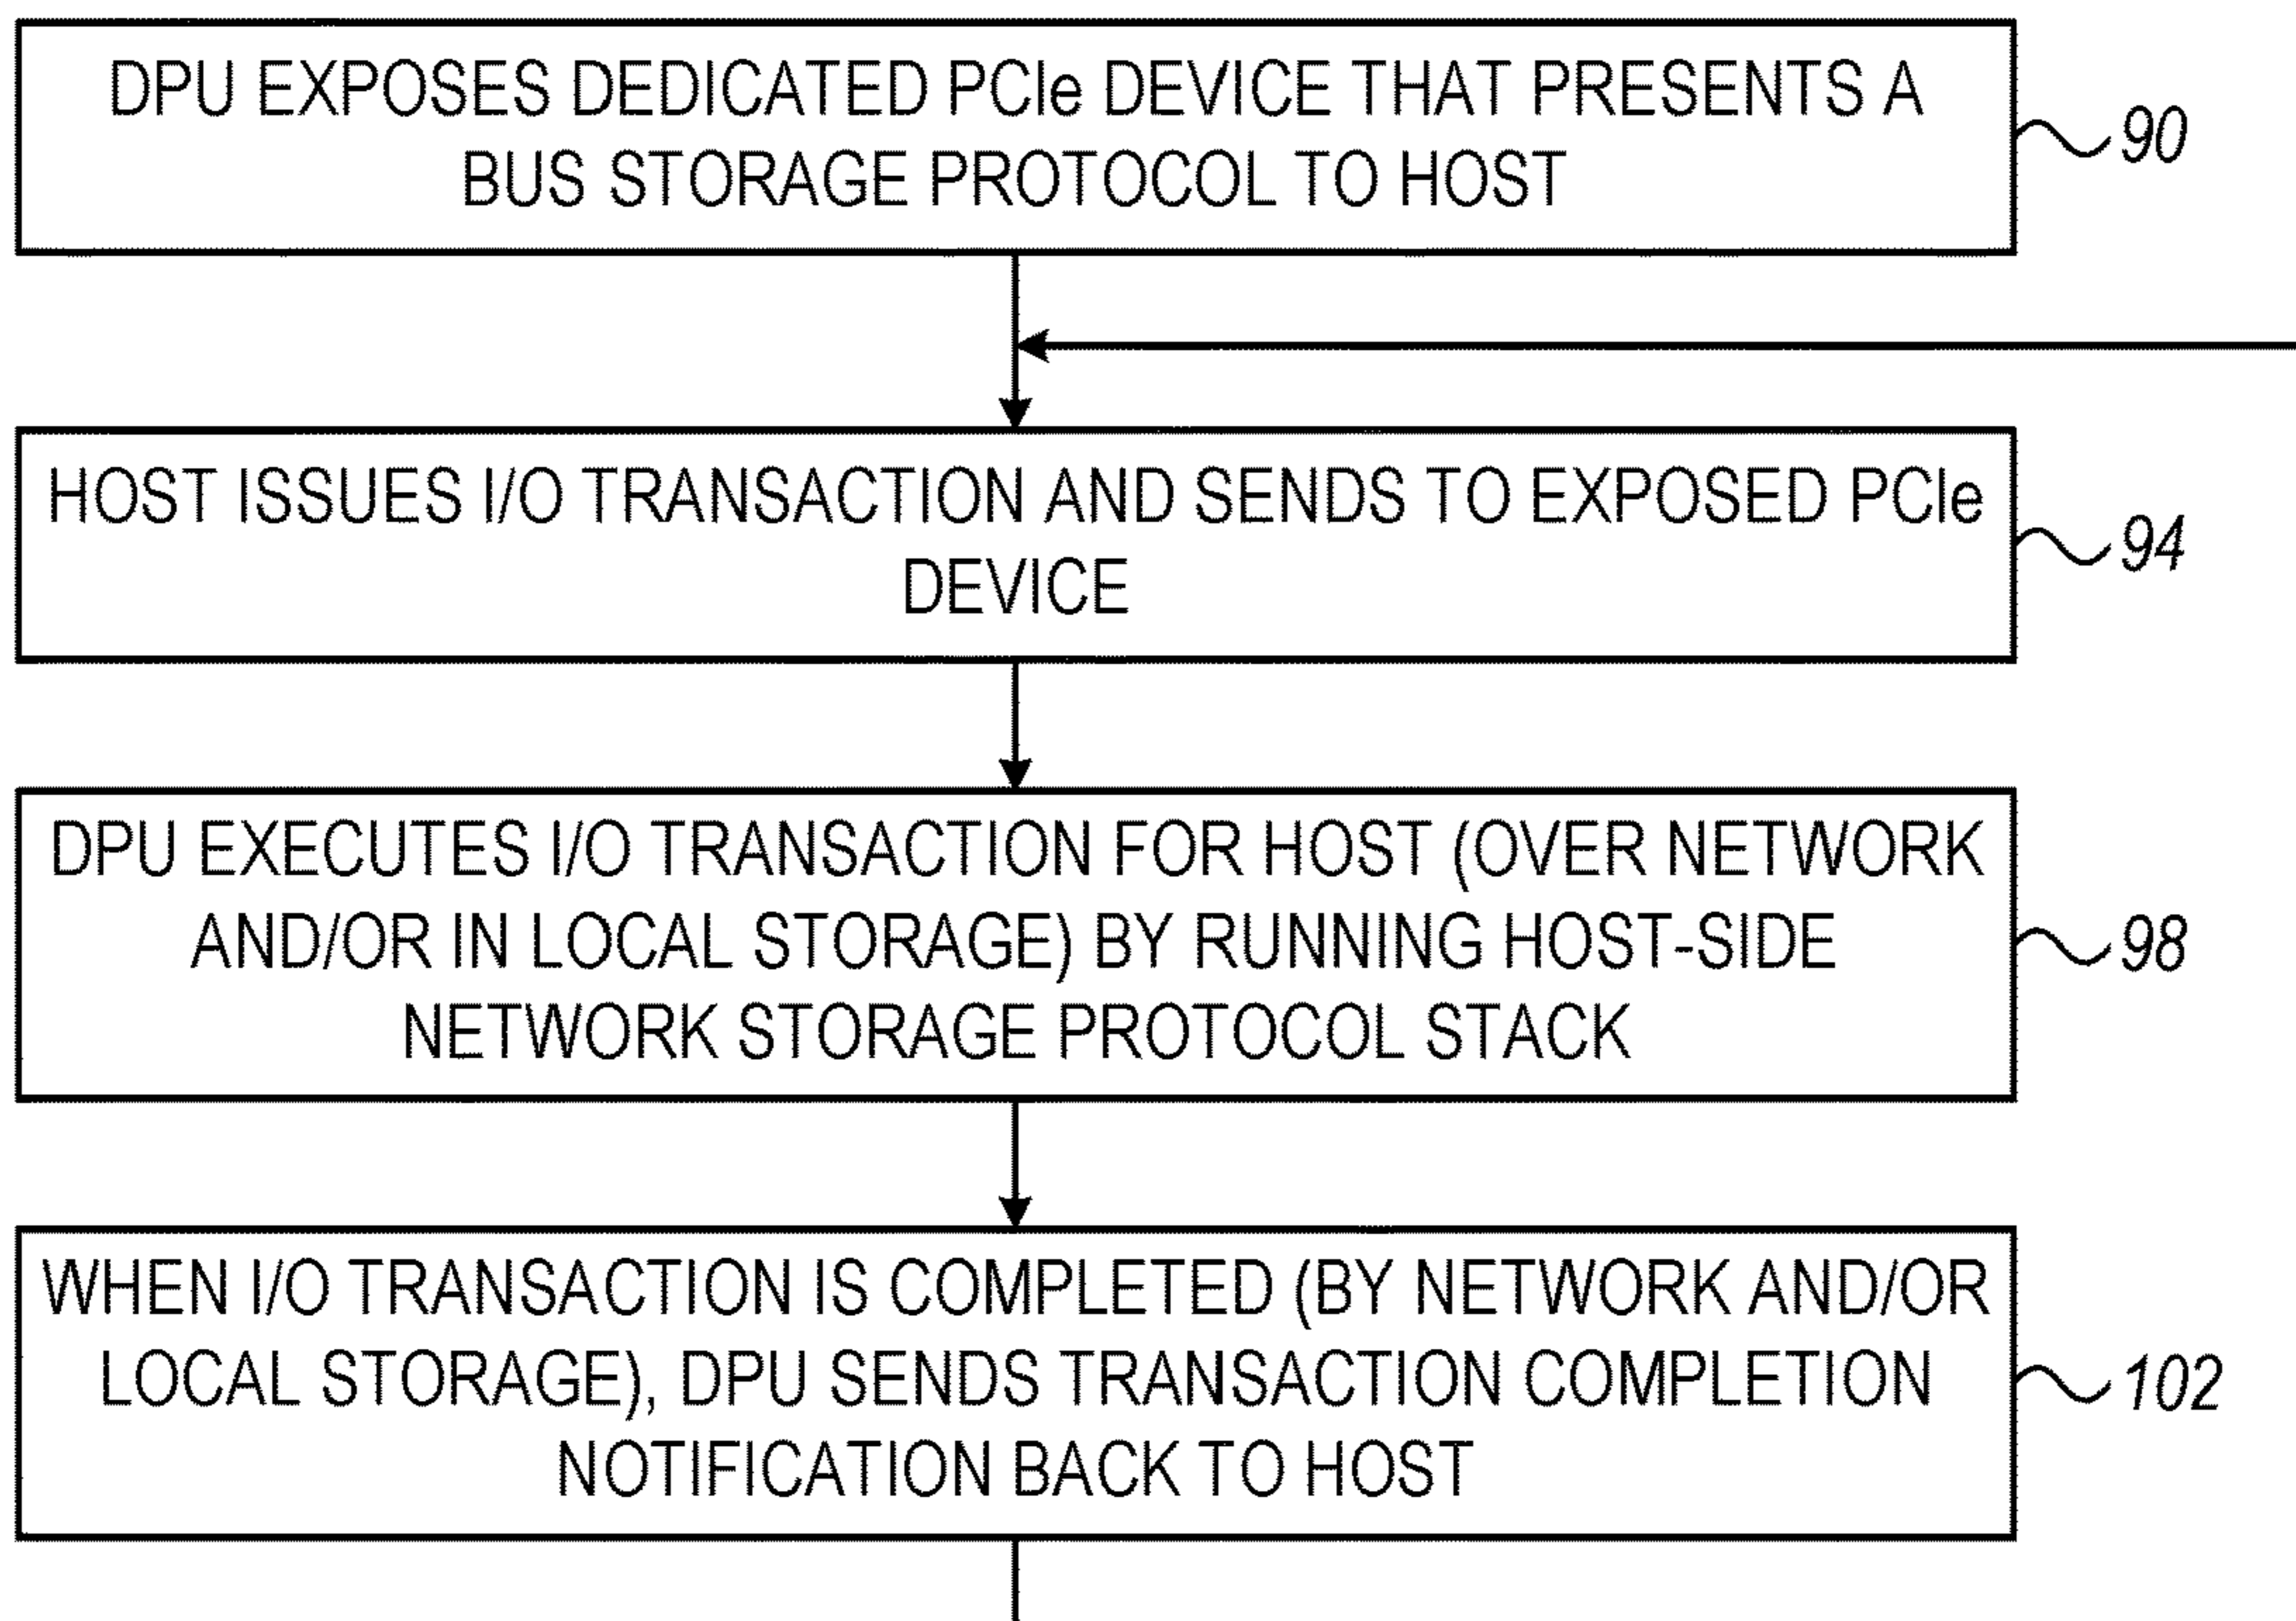 DPU EXPOSES DEDICATED PCIe DEVICE THAT PRESENTS A
BUS STORAGE PROTOCOL TO HOST
90
HOST ISSUES I/O TRANSACTION AND SENDS TO EXPOSED PCIe
DEVICE
94
DPU EXECUTES I/O TRANSACTION FOR HOST (OVER NETWORK
AND/OR IN LOCAL STORAGE) BY RUNNING HOST-SIDE
NETWORK STORAGE PROTOCOL STACK
98
WHEN I/O TRANSACTION IS COMPLETED (BY NETWORK AND/OR
LOCAL STORAGE), DPU SENDS TRANSACTION COMPLETION
NOTIFICATION BACK TO HOST
102